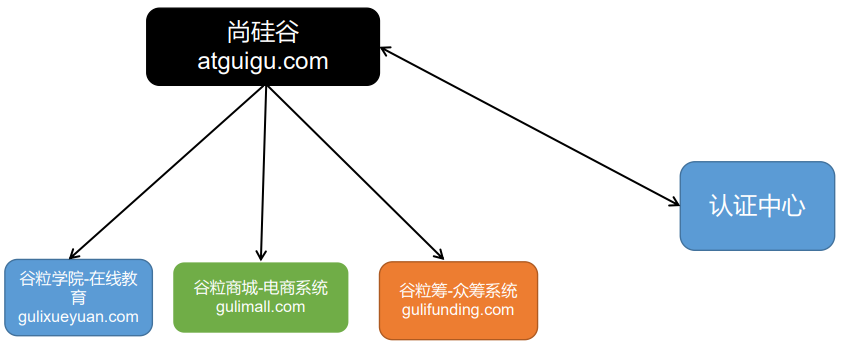 尚硅谷
atguigu.com
认证中心
谷粒学院-在线教
育
gulixueyuan.com
谷粒商城-电商系统
gulimall.com
谷粒筹-众筹系统
gulifunding.com